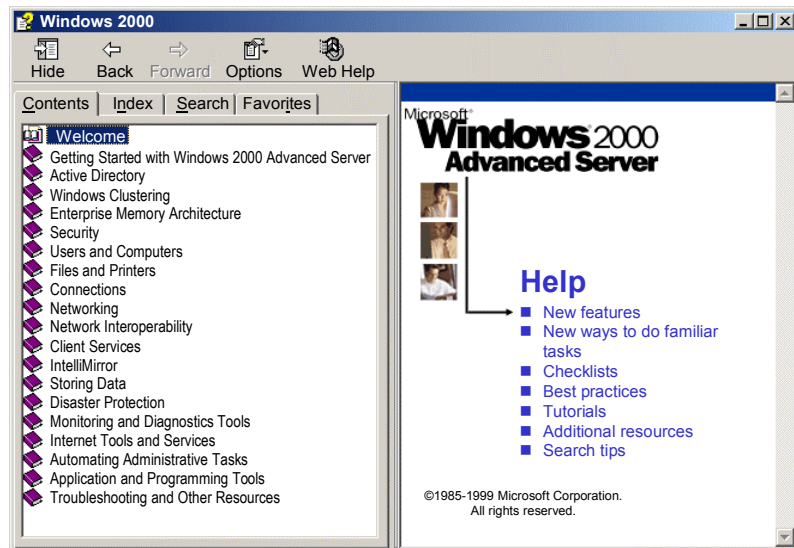 Windows 2000
Hide Back Forward Options Web Help
Contents Index Search Favorites
Welcome
Getting Started with Windows 2000 Advanced Server
Active Directory
Windows Clustering
Enterprise Memory Architecture
Security
Users and Computers
Files and Printers
Connections
Networking
Network Interoperability
Client Services
IntelliMirror
Storing Data
Disaster Protection
Monitoring and Diagnostics Tools
Internet Tools and Services
Automating Administrative Tasks
Application and Programming Tools
Troubleshooting and Other Resources
Microsoft®
Windows 2000
Advanced Server
Help
New features
New ways to do familiar
tasks
Checklists
Best practices
Tutorials
Additional resources
Search tips
©1985-1999 Microsoft Corporation.
All rights reserved.